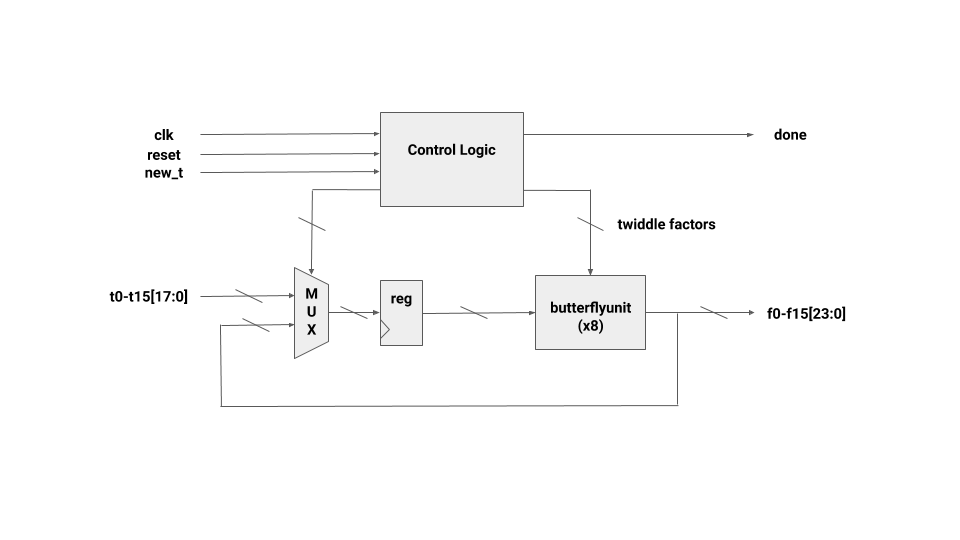 clk
reset
new_t
Control Logic
done
twiddle factors
t0-t15[17:0]
M
U
X
reg
butterflyunit
(x8)
f0-f15[23:0]